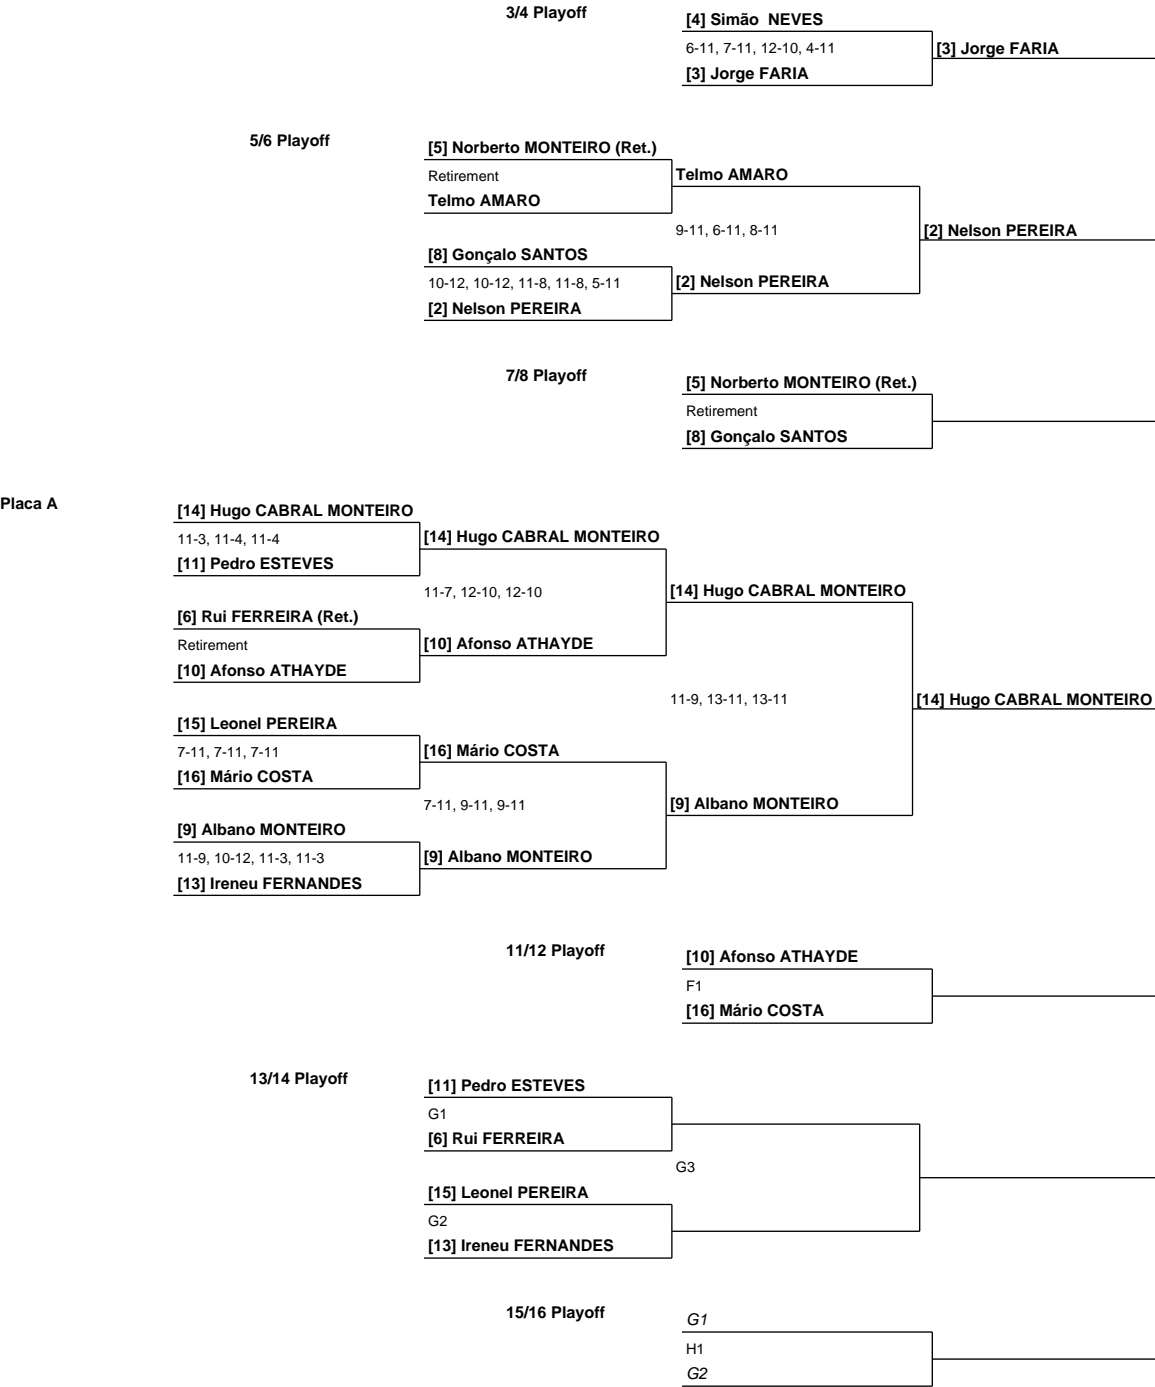 3/4 Playoff
[4] Simão  NEVES
6-11, 7-11, 12-10, 4-11
[3] Jorge FARIA
[3] Jorge FARIA
5/6 Playoff
[5] Norberto MONTEIRO (Ret.)
Retirement
Telmo AMARO
Telmo AMARO
9-11, 6-11, 8-11
[2] Nelson PEREIRA
[8] Gonçalo SANTOS
10-12, 10-12, 11-8, 11-8, 5-11
[2] Nelson PEREIRA
[2] Nelson PEREIRA
7/8 Playoff
[5] Norberto MONTEIRO (Ret.)
Retirement
[8] Gonçalo SANTOS
Placa A
[14] Hugo CABRAL MONTEIRO
11-3, 11-4, 11-4
[14] Hugo CABRAL MONTEIRO
[11] Pedro ESTEVES
11-7, 12-10, 12-10
[14] Hugo CABRAL MONTEIRO
[6] Rui FERREIRA (Ret.)
Retirement
[10] Afonso ATHAYDE
[10] Afonso ATHAYDE
11-9, 13-11, 13-11
[14] Hugo CABRAL MONTEIRO
[15] Leonel PEREIRA
7-11, 7-11, 7-11
[16] Mário COSTA
[16] Mário COSTA
7-11, 9-11, 9-11
[9] Albano MONTEIRO
[9] Albano MONTEIRO
11-9, 10-12, 11-3, 11-3
[9] Albano MONTEIRO
[13] Ireneu FERNANDES
11/12 Playoff
[10] Afonso ATHAYDE
F1
[16] Mário COSTA
13/14 Playoff
[11] Pedro ESTEVES
G1
[6] Rui FERREIRA
G3
[15] Leonel PEREIRA
G2
[13] Ireneu FERNANDES
15/16 Playoff
G1
H1
G2